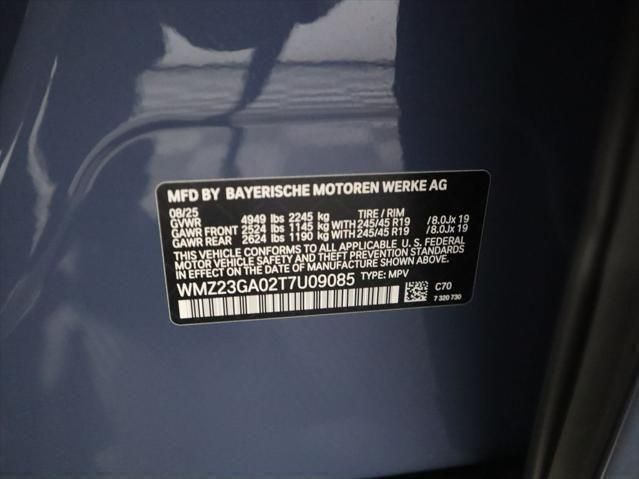 MFD BY BAYERISCHE MOTOREN WERKE AG
08/25
GVWR 4949 lbs 2245 kg TIRE / RIM
GAWR FRONT 2524 lbs 1145 kg WITH 245/45 R19 /8.0Jx 19
GAWR REAR 2624 lbs 1190 kg WITH 245/45 R19 /8.0Jx 19
THIS VEHICLE CONFORMS TO ALL APPLICABLE U. S. FEDERAL
MOTOR VEHICLE SAFETY AND THEFT PREVENTION STANDARDS
IN EFFECT ON THE DATE OF MANUFACTURE SHOWN ABOVE.
WMZ23GA02T7U09085 TYPE: MPV
C70
7 320 730